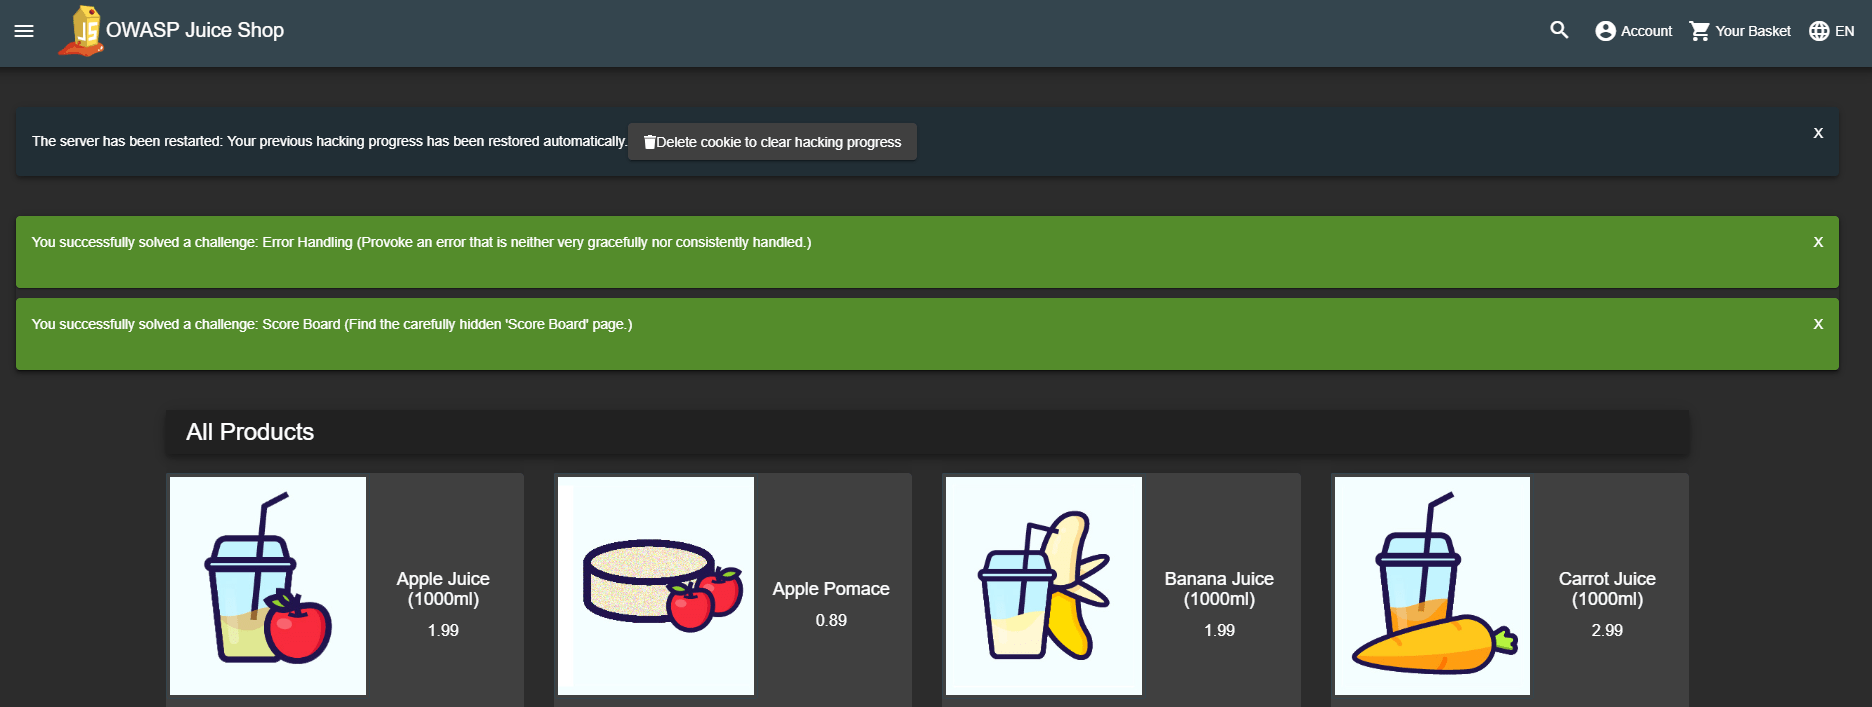 OWASP Juice Shop
Account
Your Basket
EN
The server has been restarted: Your previous hacking progress has been restored automatically.
Delete cookie to clear hacking progress
X
You successfully solved a challenge: Error Handling (Provoke an error that is neither very gracefully nor consistently handled.)
X
You successfully solved a challenge: Score Board (Find the carefully hidden 'Score Board' page.)
X
All Products
Apple Juice
(1000ml)
1.99
Apple Pomace
0.89
Banana Juice
(1000ml)
1.99
Carrot Juice
(1000ml)
2.99